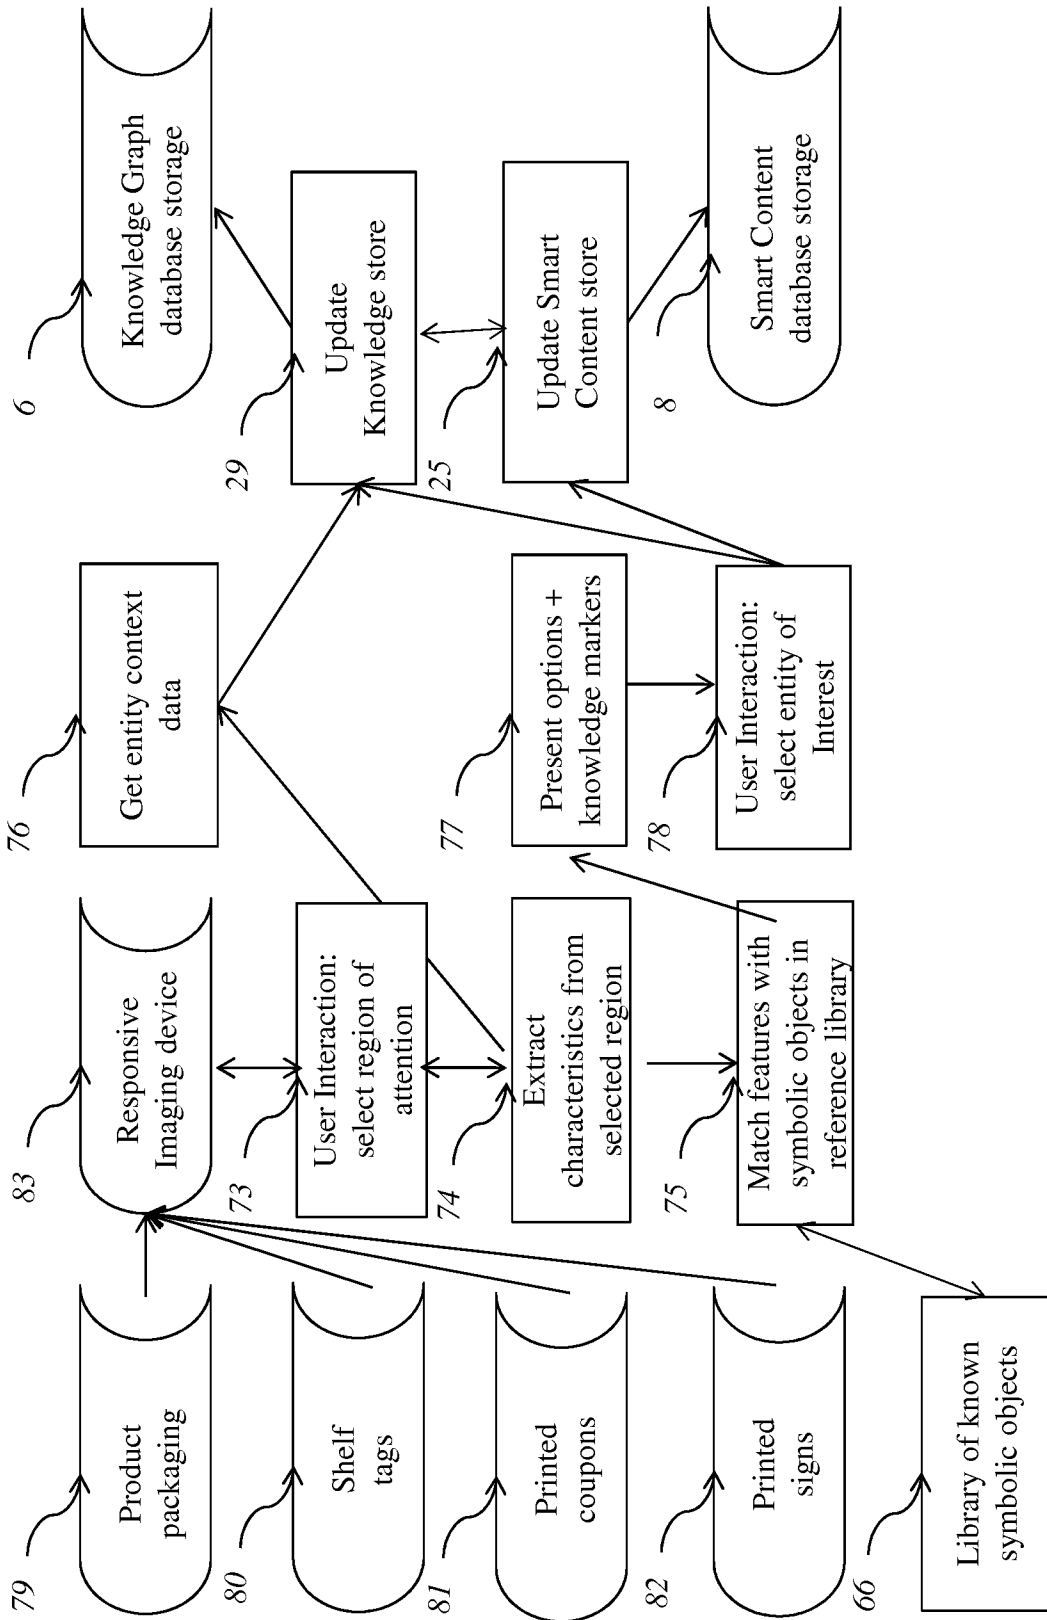 79
Product
packaging
80
Shelf
tags
81
Printed
coupons
82
Printed
signs
66
Library of known
symbolic objects
83
Responsive
Imaging device
73
User Interaction:
select region of
attention
74
Extract
characteristics from
selected region
75
Match features with
symbolic objects in
reference library
76
Get entity context
data
77
Present options +
knowledge markers
78
User Interaction:
select entity of
Interest
6
Knowledge Graph
database storage
29
Update
Knowledge store
25
Update Smart
Content store
8
Smart Content
database storage